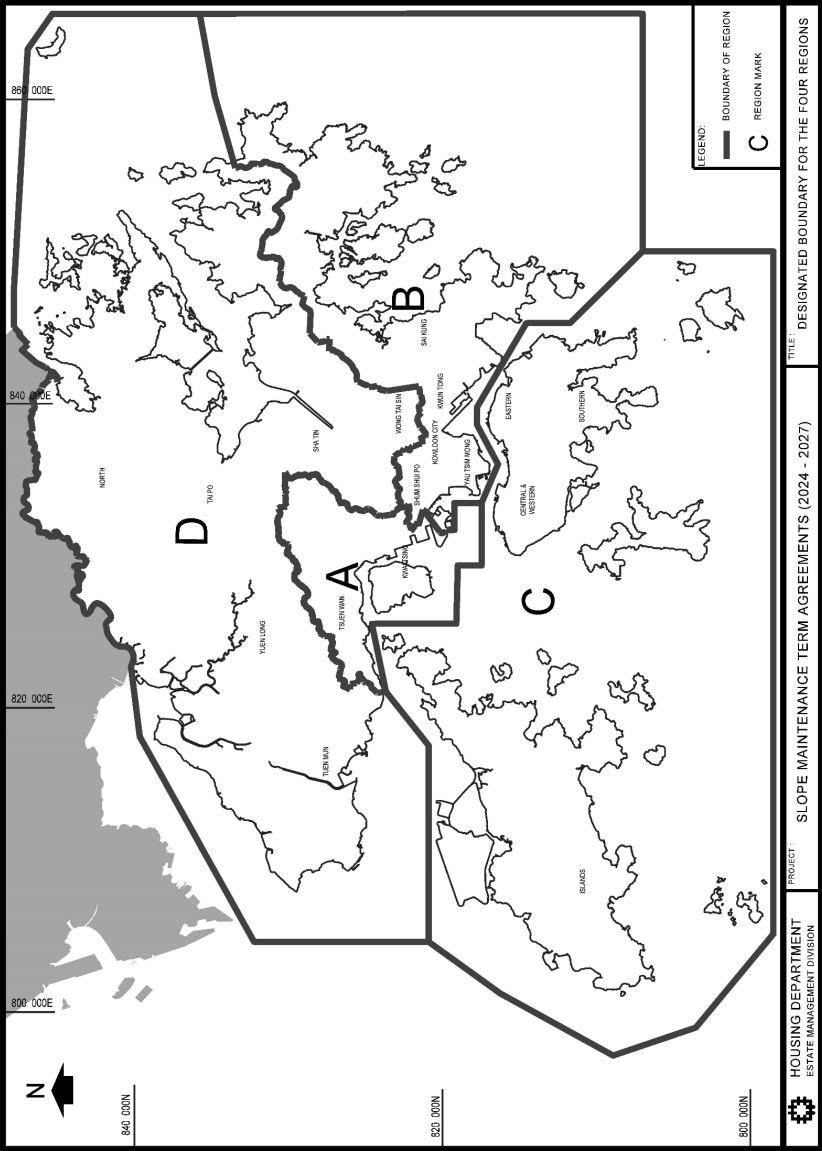 N
860 000E
840 000E
820 000E
800 000E
840 000N
820 000N
800 000N
NORTH
TAI PO
D
SHA TIN
YUEN LONG
TUEN MUN
A
TSUEN WAN
KWAI TSING
B
SAI KUNG
WONG TAI SIN
KWUN TONG
KOWLOON CITY
SHUM SHUI PO
YAU TSIM MONG
EASTERN
SOUTHERN
CENTRAL &
WESTERN
C
ISLANDS
LEGEND:
BOUNDARY OF REGION
C
REGION MARK
HOUSING DEPARTMENT
ESTATE MANAGEMENT DIVISION
PROJECT :
SLOPE MAINTENANCE TERM AGREEMENTS (2024 - 2027)
TITLE :
DESIGNATED BOUNDARY FOR THE FOUR REGIONS